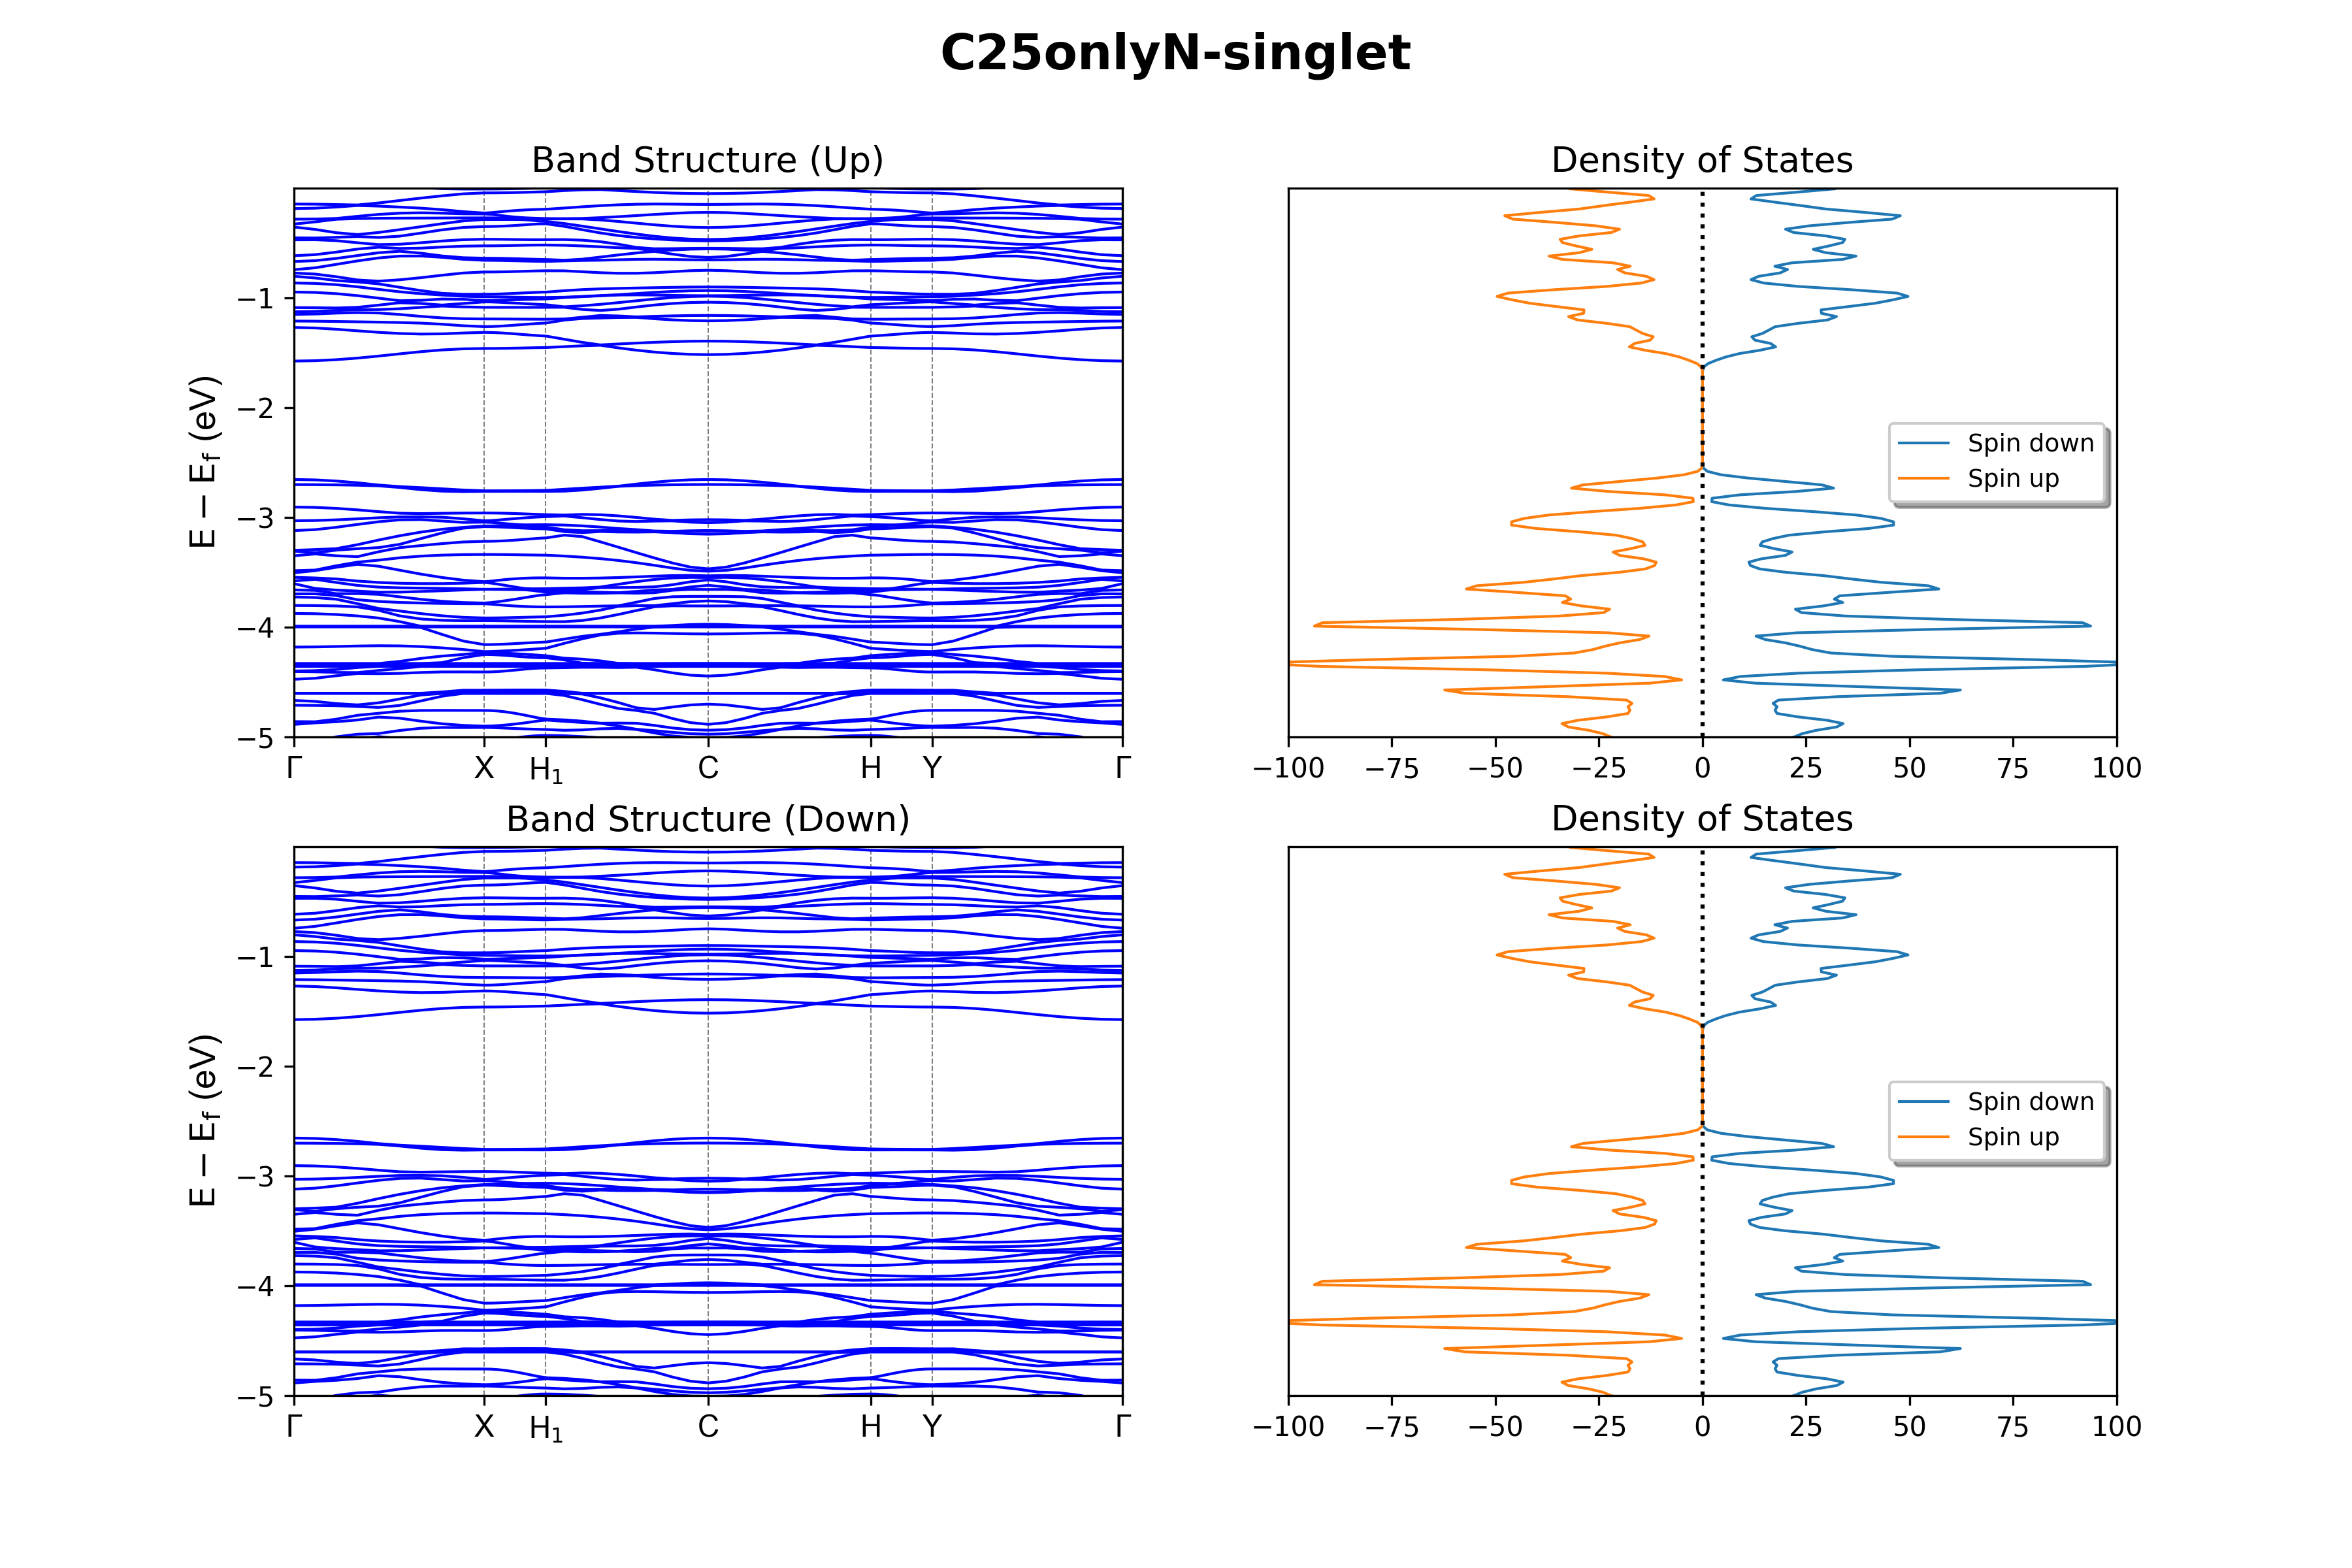 C25onlyN-singlet
Band Structure (Up)
E − E_f (eV)
−1
−2
−3
−4
−5
Γ X H₁ C H Y Γ
Density of States
Spin down
Spin up
−100 −75 −50 −25 0 25 50 75 100
Band Structure (Down)
E − E_f (eV)
−1
−2
−3
−4
−5
Γ X H₁ C H Y Γ
Density of States
Spin down
Spin up
−100 −75 −50 −25 0 25 50 75 100